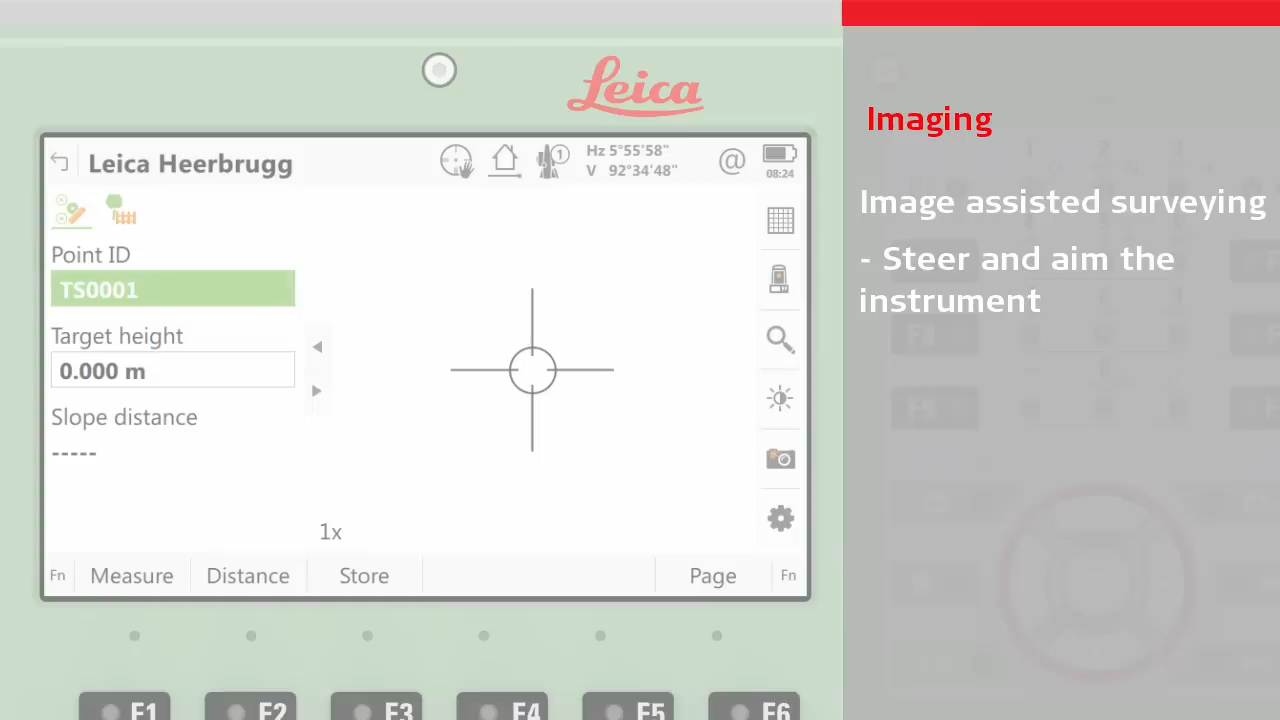 Leica
Leica Heerbrugg
1
Hz 5°55'58"
V 92°34'48"
@
08:24
Point ID
TS0001
Target height
0.000 m
Slope distance
-----
1x
Fn Measure Distance Store Page Fn
F1 F2 F3 F4 F5 F6
Imaging
Image assisted surveying
- Steer and aim the
instrument